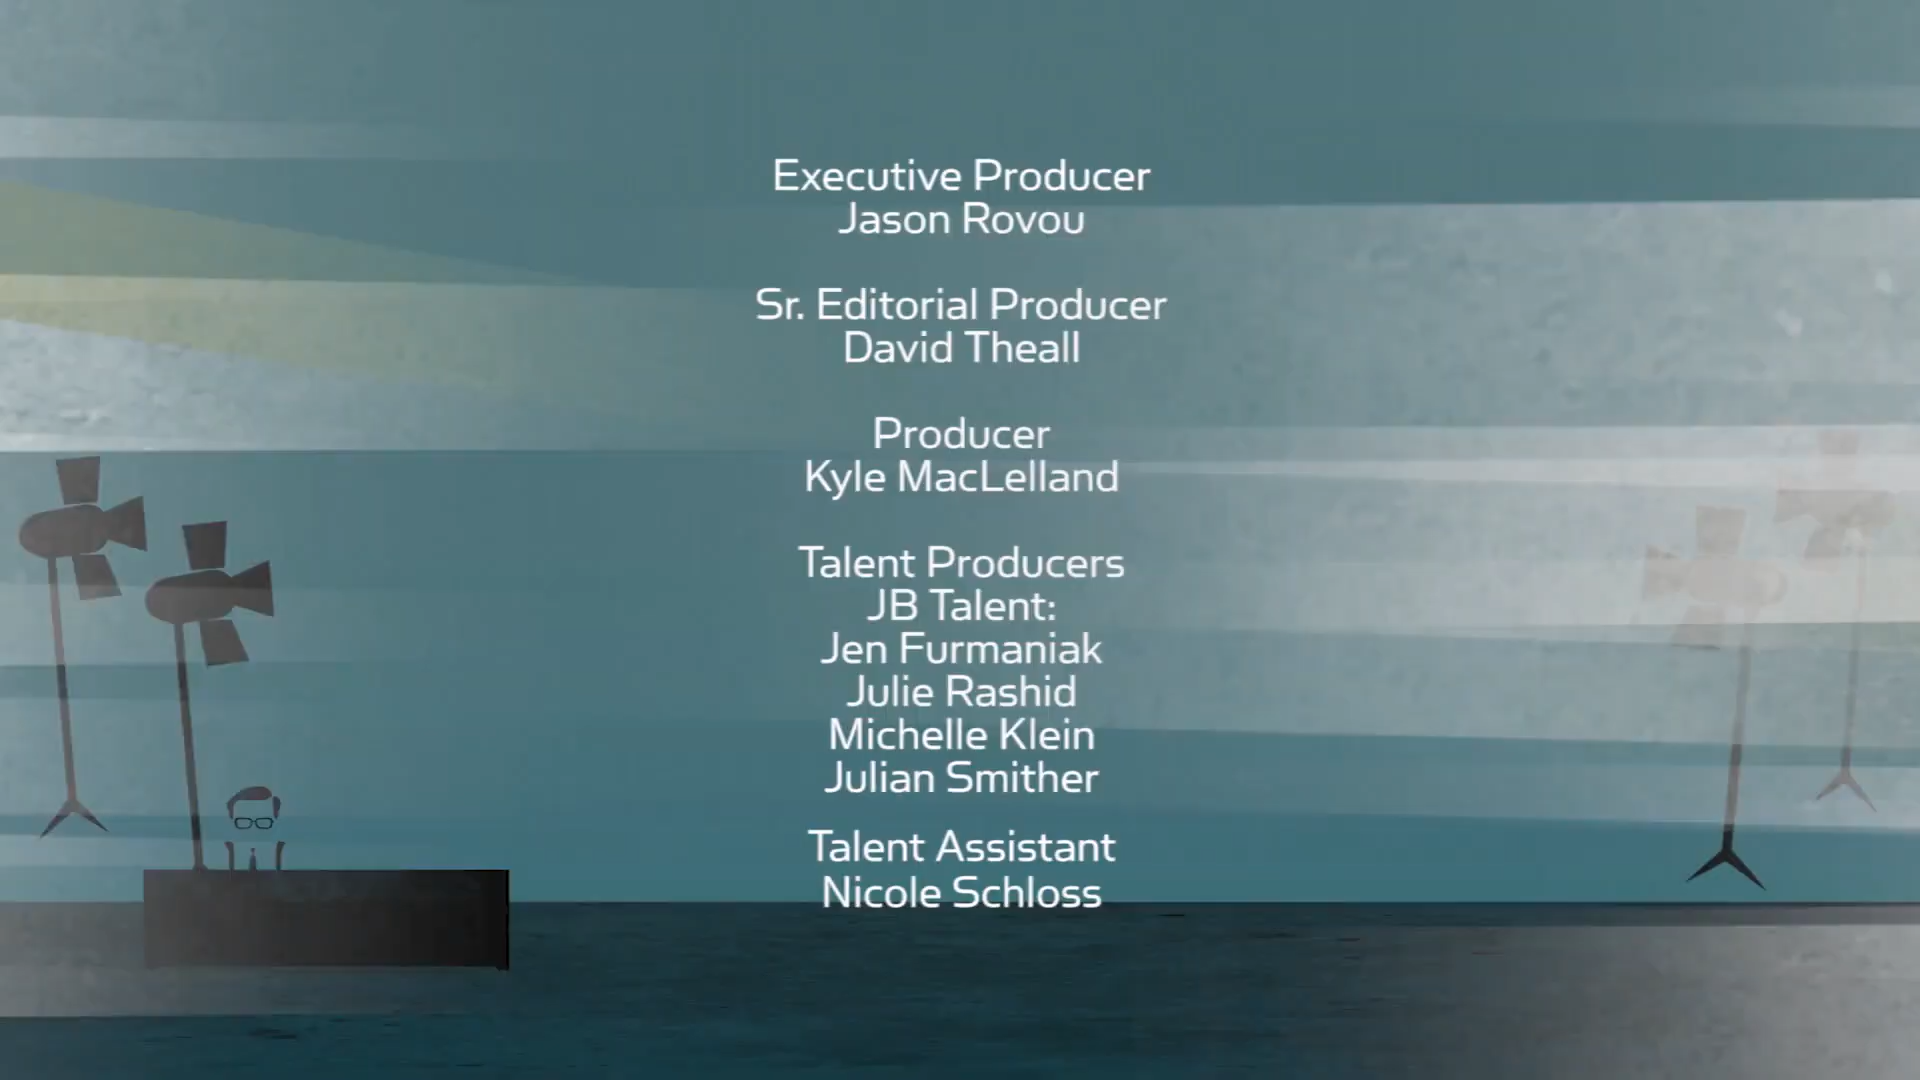 Executive Producer
Jason Rovou
Sr. Editorial Producer
David Theall
Producer
Kyle MacLelland
Talent Producers
JB Talent:
Jen Furmaniak
Julie Rashid
Michelle Klein
Julian Smither
Talent Assistant
Nicole Schloss